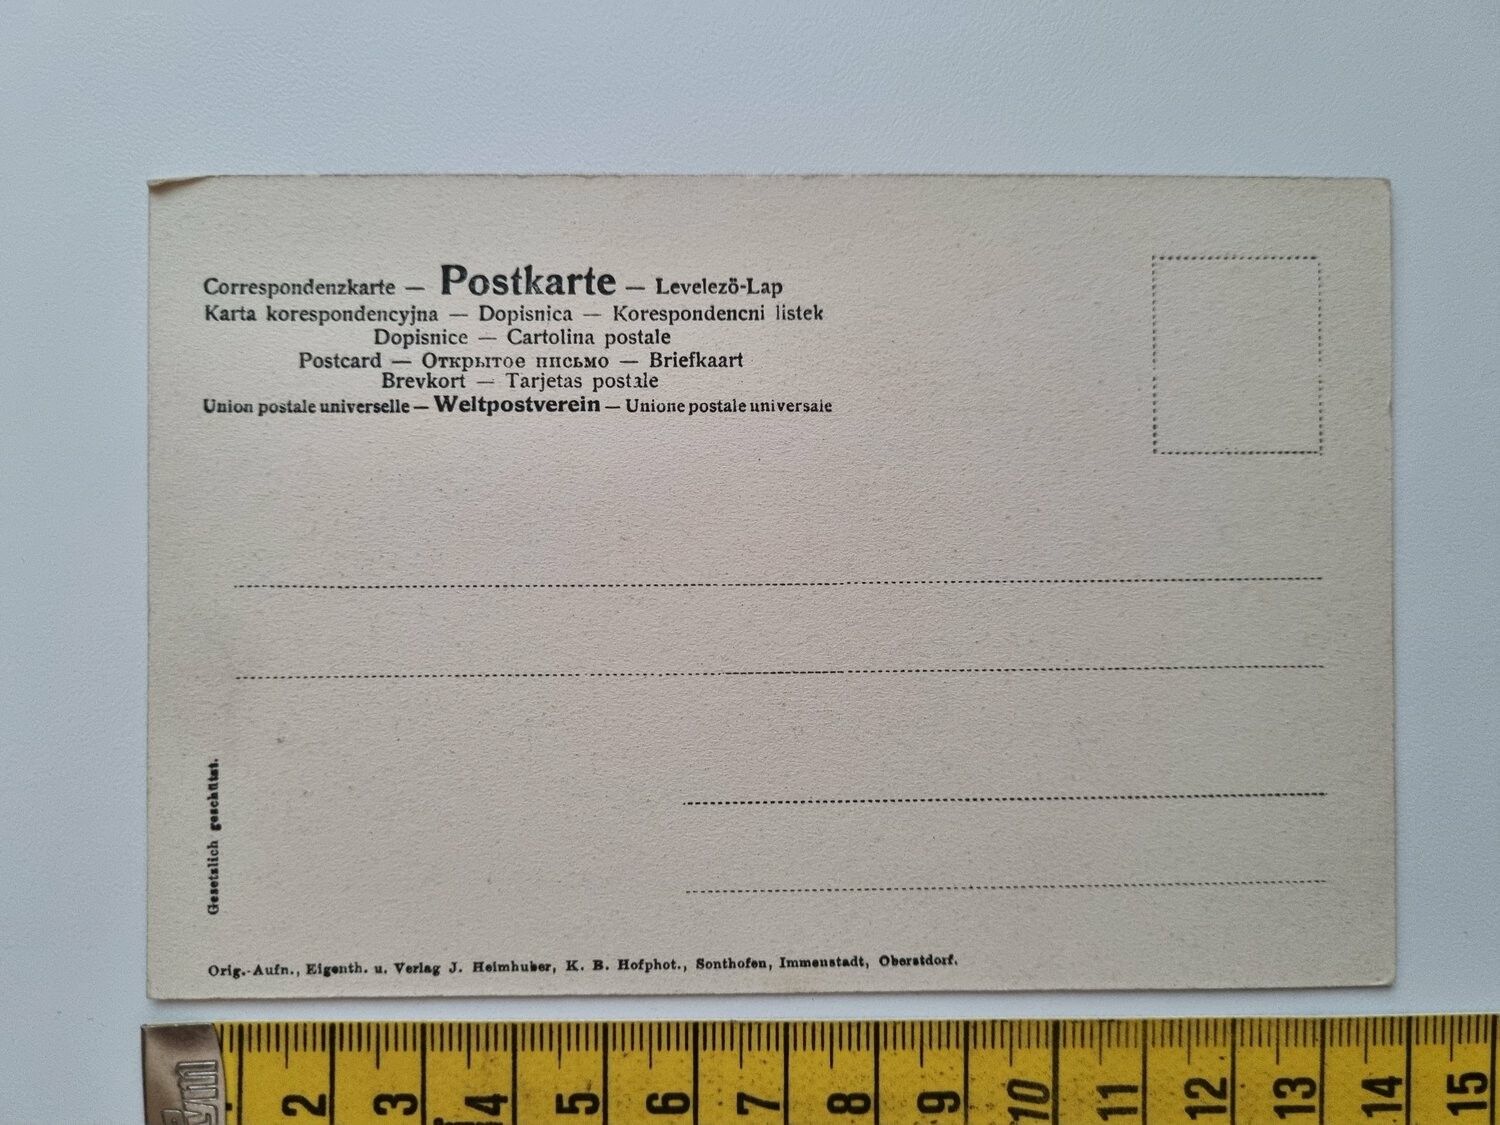 Correspondenzkarte — Postkarte — Levelezö-Lap
Karta korespondencyjna — Dopisnica — Korespondencni listek
Dopisnice — Cartolina postale
Postcard — Открытое письмо — Briefkaart
Brevkort — Tarjetas postale
Union postale universelle — Weltpostverein — Unione postale universale
Gesetzlich geschützt.
Orig.-Aufn., Eigenth. u. Verlag J. Heimhuber, K. B. Hofphot., Sonthofen, Immenstadt, Oberstdorf.
2 3 4 5 6 7 8 9 10 11 12 13 14 15